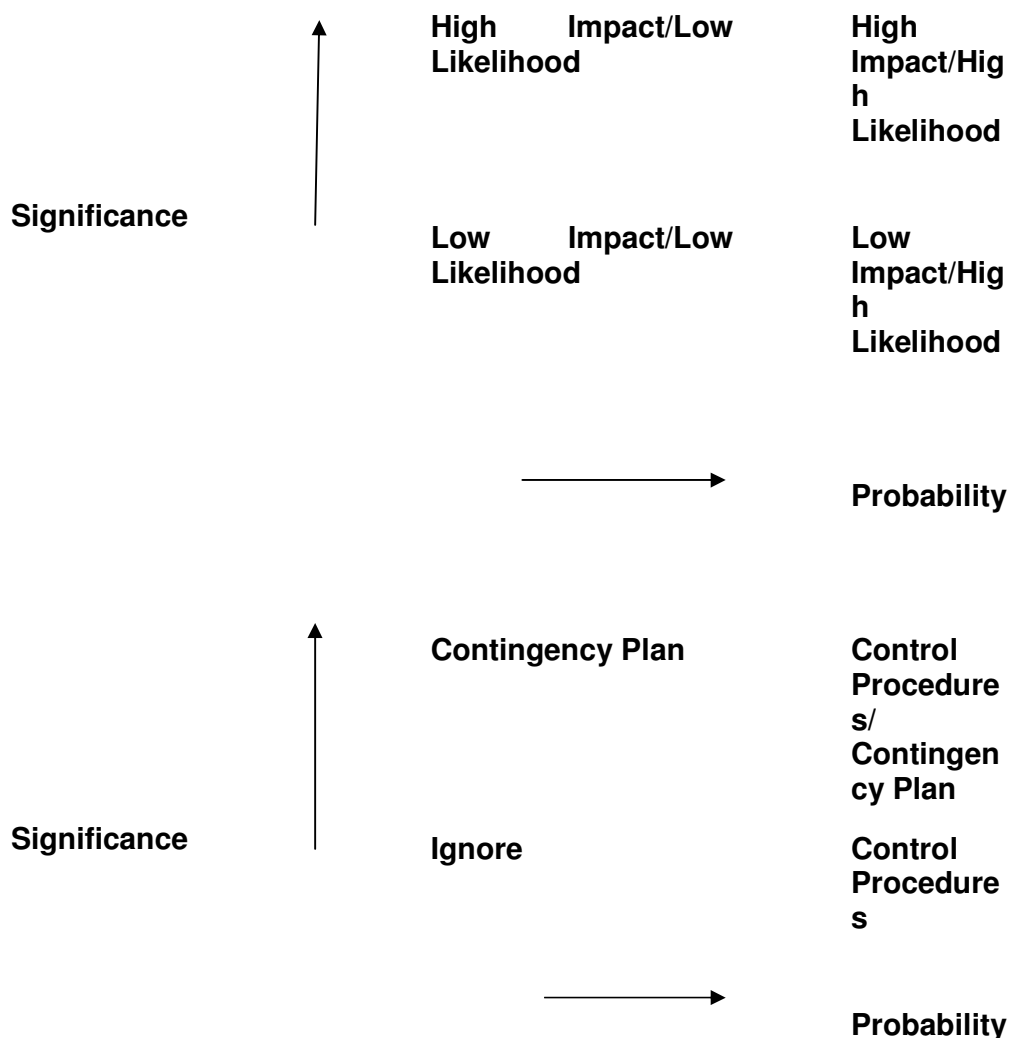 High Impact/Low
Likelihood
High
Impact/Hig
h
Likelihood
Significance
Low Impact/Low
Likelihood
Low
Impact/Hig
h
Likelihood
Probability
Contingency Plan
Control
Procedure
s/
Contingen
cy Plan
Significance
Ignore
Control
Procedure
s
Probability